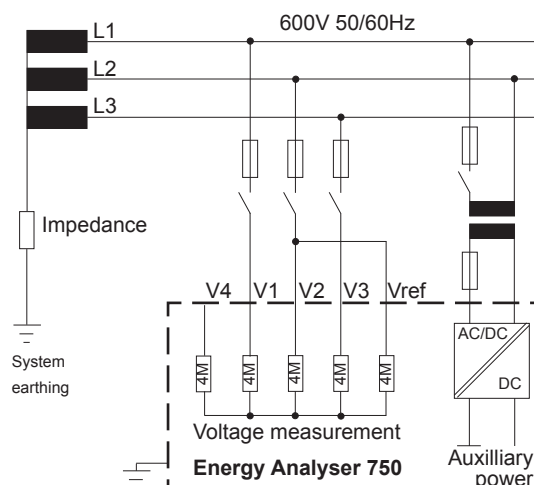 L1
600V 50/60Hz
L2
L3
Impedance
V4 V1 V2 V3 Vref
System
earthing
4M 4M 4M 4M 4M
AC/DC
DC
Voltage measurement
Energy Analyser 750
Auxilliary
power